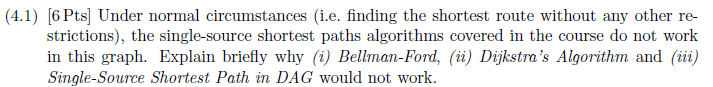 (4.1) [6 Pts] Under normal circumstances (i.e. finding the shortest route without any other re-
strictions), the single-source shortest paths algorithms covered in the course do not work
in this graph. Explain briefly why (i) Bellman-Ford, (ii) Dijkstra's Algorithm and (iii)
Single-Source Shortest Path in DAG would not work.